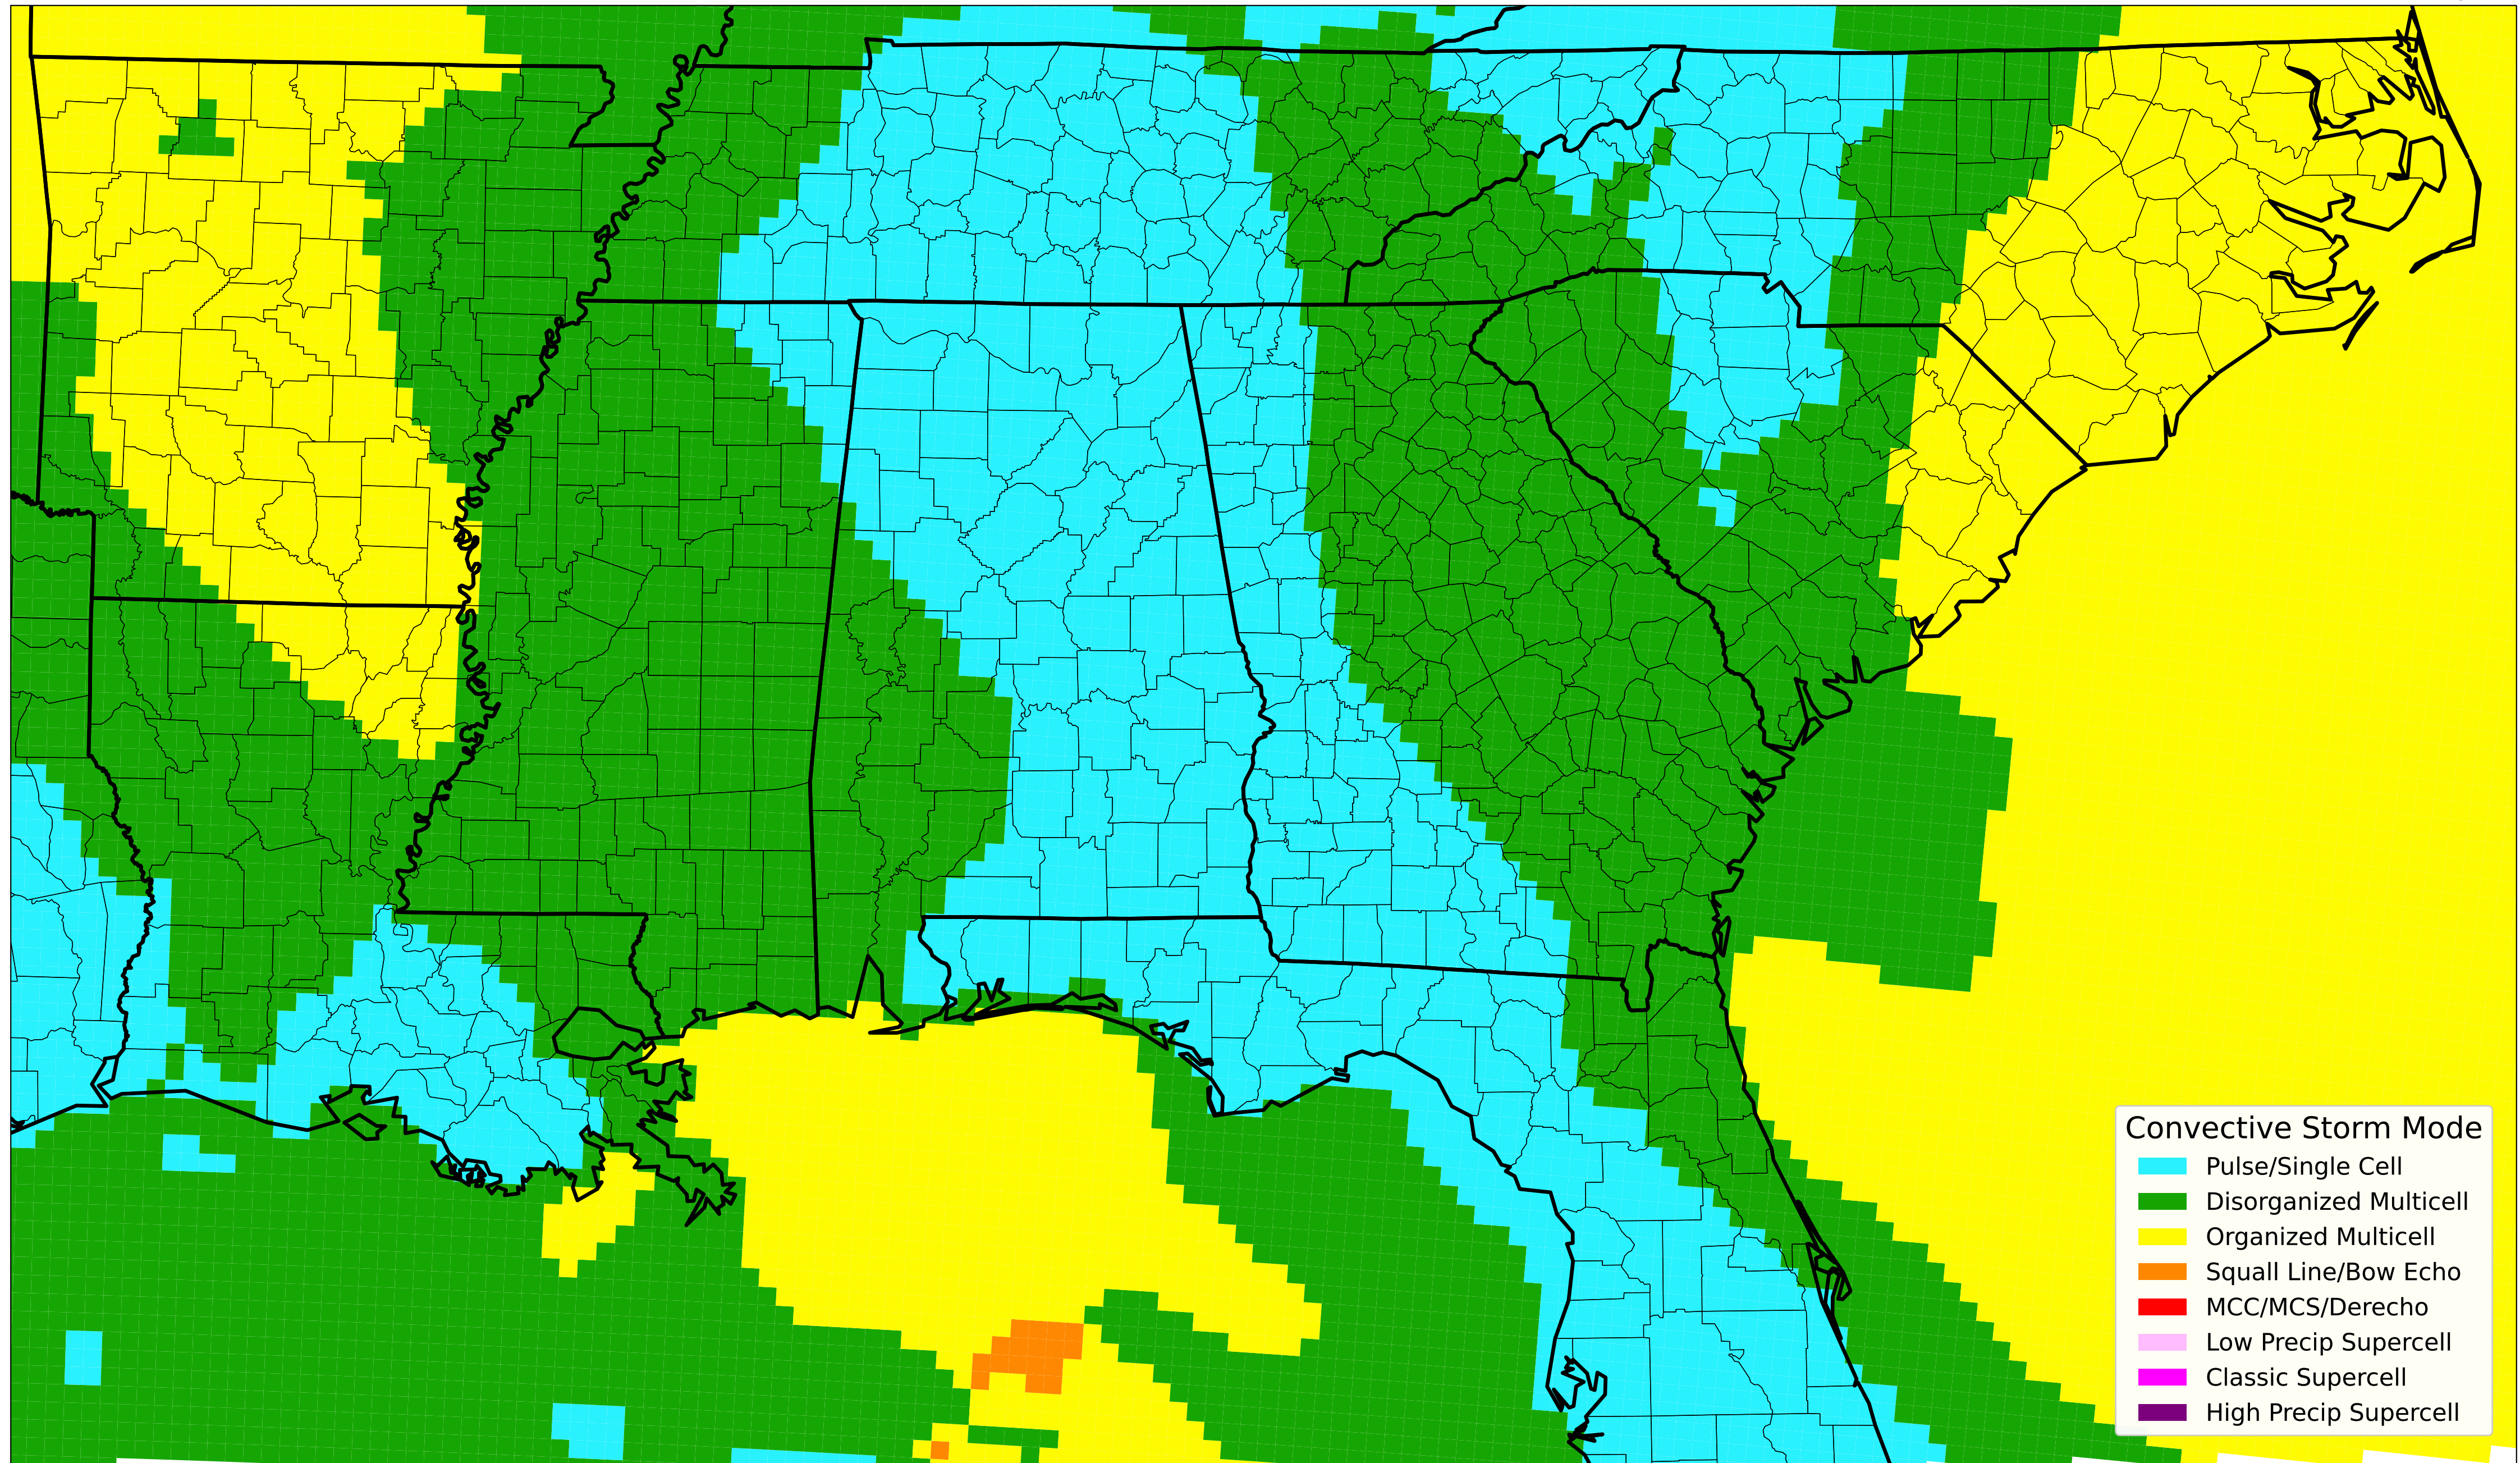 Convective Storm Mode
Pulse/Single Cell
Disorganized Multicell
Organized Multicell
Squall Line/Bow Echo
MCC/MCS/Derecho
Low Precip Supercell
Classic Supercell
High Precip Supercell